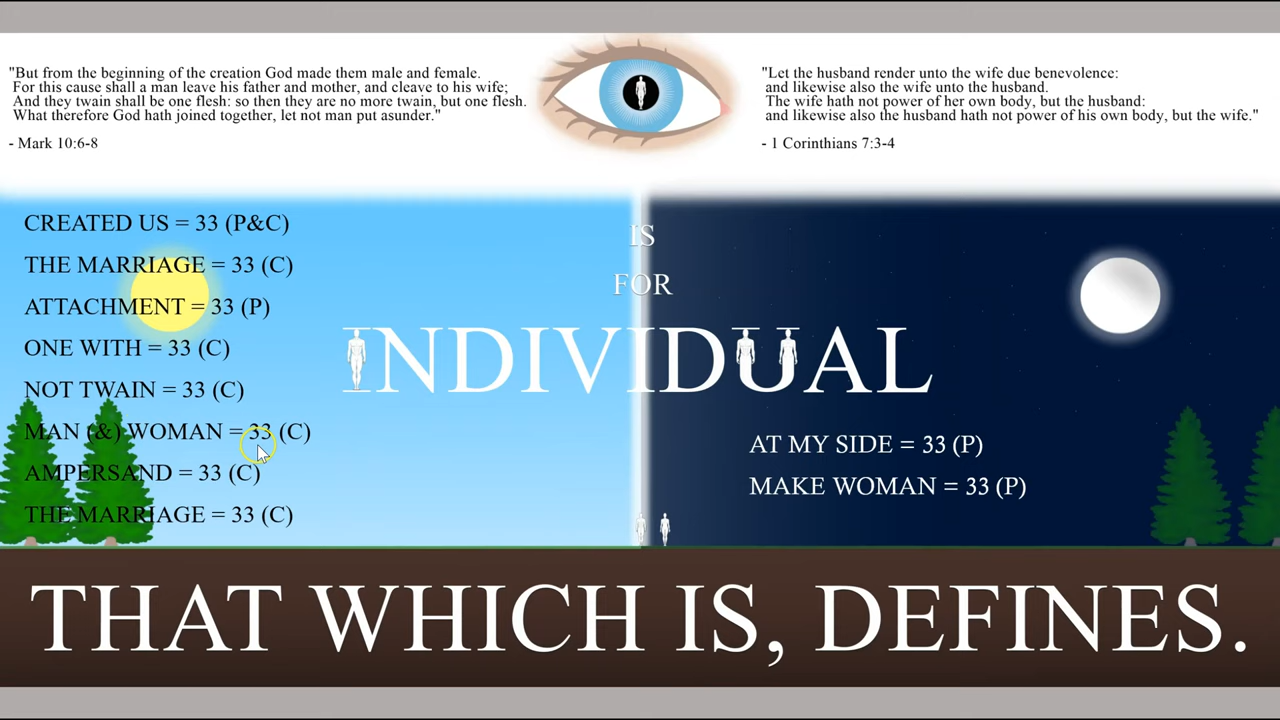 "But from the beginning of the creation God made them male and female.
For this cause shall a man leave his father and mother, and cleave to his wife;
And they twain shall be one flesh: so then they are no more twain, but one flesh.
What therefore God hath joined together, let not man put asunder."
- Mark 10:6-8
"Let the husband render unto the wife due benevolence:
and likewise also the wife unto the husband.
The wife hath not power of her own body, but the husband:
and likewise also the husband hath not power of his own body, but the wife."
- 1 Corinthians 7:3-4
CREATED US = 33 (P&C)
THE MARRIAGE = 33 (C)
ATTACHMENT = 33 (P)
ONE WITH = 33 (C)
NOT TWAIN = 33 (C)
MAN (&) WOMAN = 33 (C)
AMPERSAND = 33 (C)
THE MARRIAGE = 33 (C)
IS
FOR
INDIVIDUAL
AT MY SIDE = 33 (P)
MAKE WOMAN = 33 (P)
THAT WHICH IS, DEFINES.